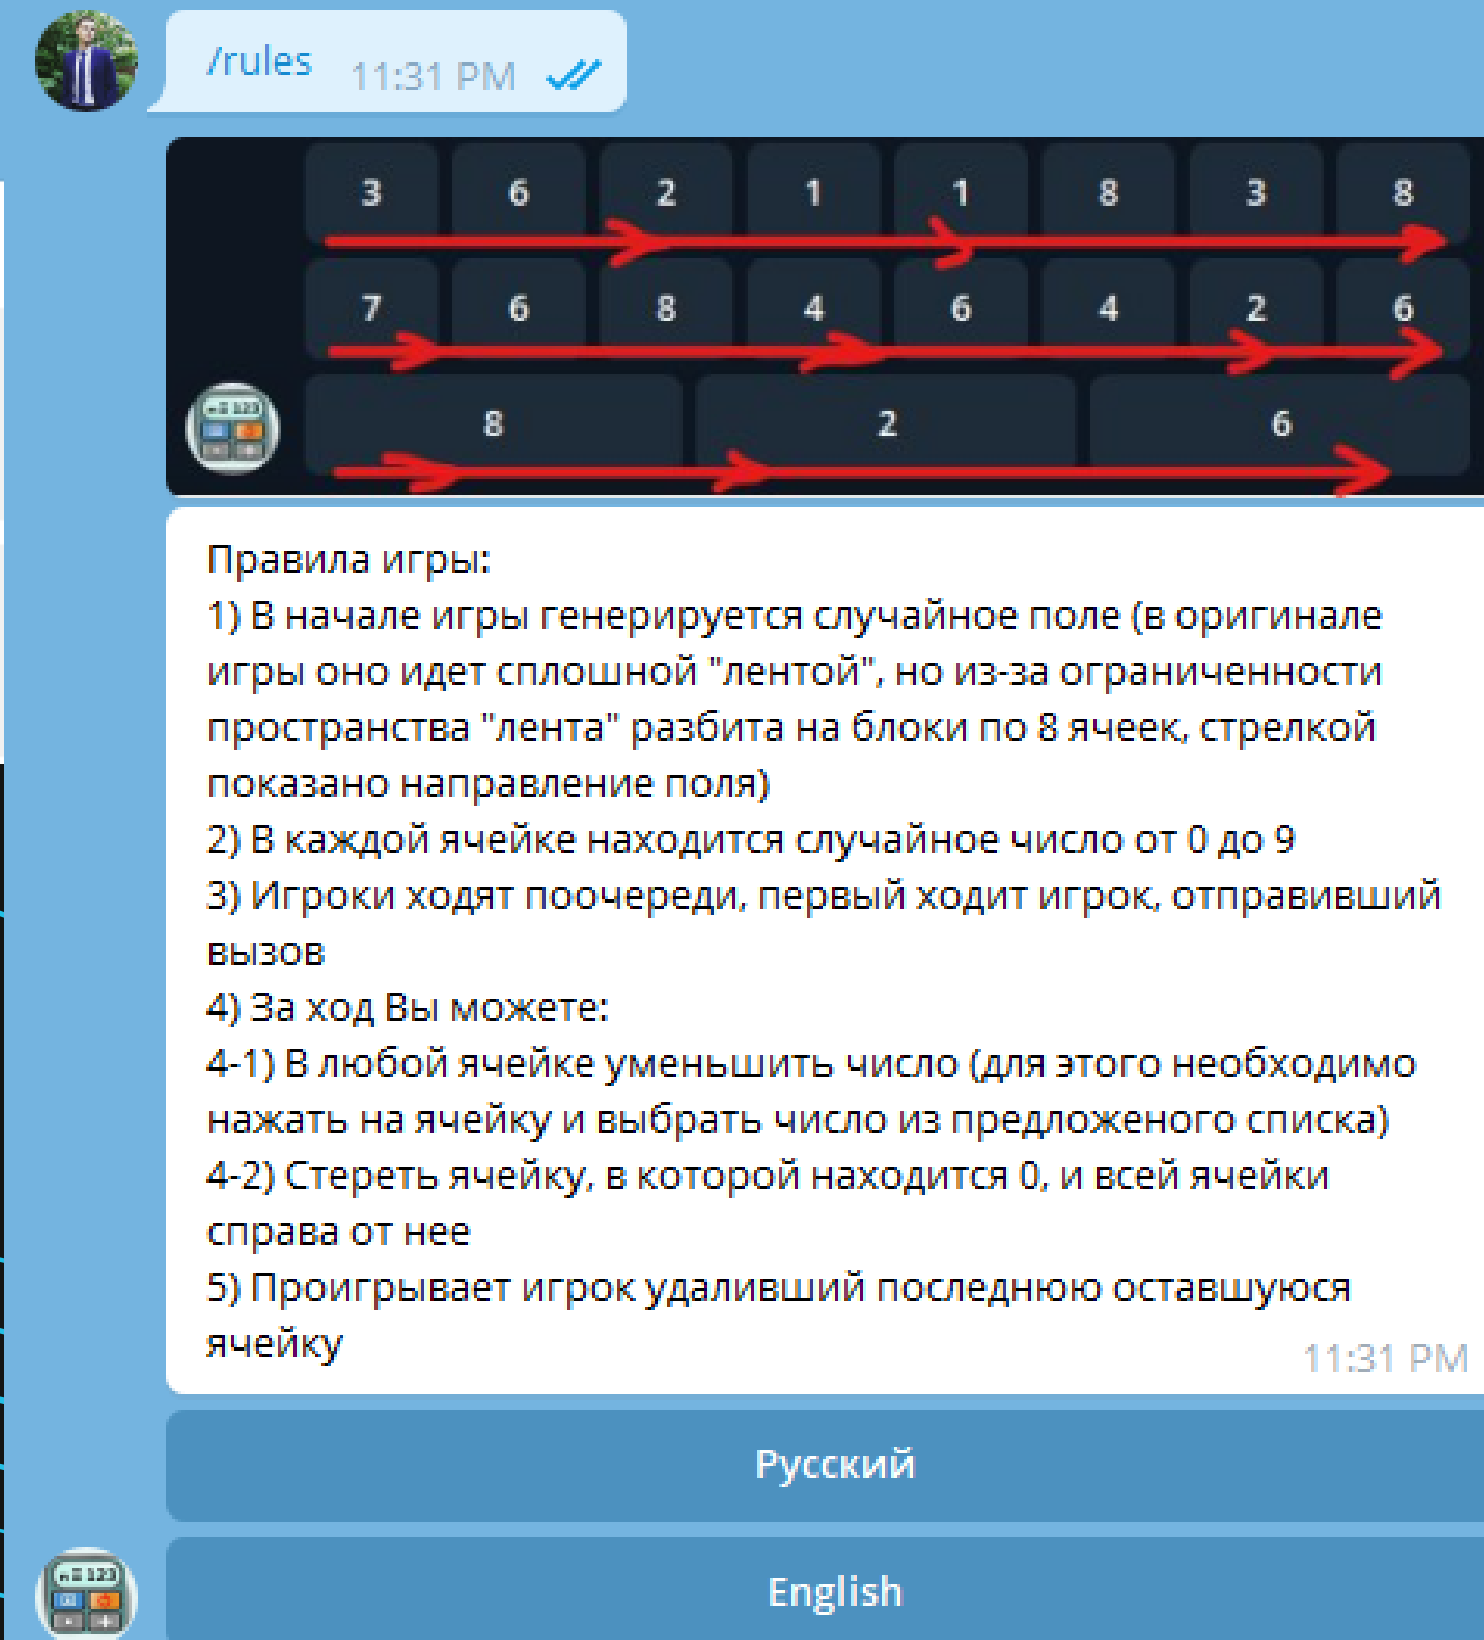 /rules 11:31 PM
3 6 2 1 1 8 3 8
7 6 8 4 6 4 2 6
8 2 6
Правила игры:
1) В начале игры генерируется случайное поле (в оригинале
игры оно идет сплошной "лентой", но из-за ограниченности
пространства "лента" разбита на блоки по 8 ячеек, стрелкой
показано направление поля)
2) В каждой ячейке находится случайное число от 0 до 9
3) Игроки ходят поочереди, первый ходит игрок, отправивший
вызов
4) За ход Вы можете:
4-1) В любой ячейке уменьшить число (для этого необходимо
нажать на ячейку и выбрать число из предложеного списка)
4-2) Стереть ячейку, в которой находится 0, и всей ячейки
справа от нее
5) Проигрывает игрок удаливший последнюю оставшуюся
ячейку
11:31 PM
Русский
English